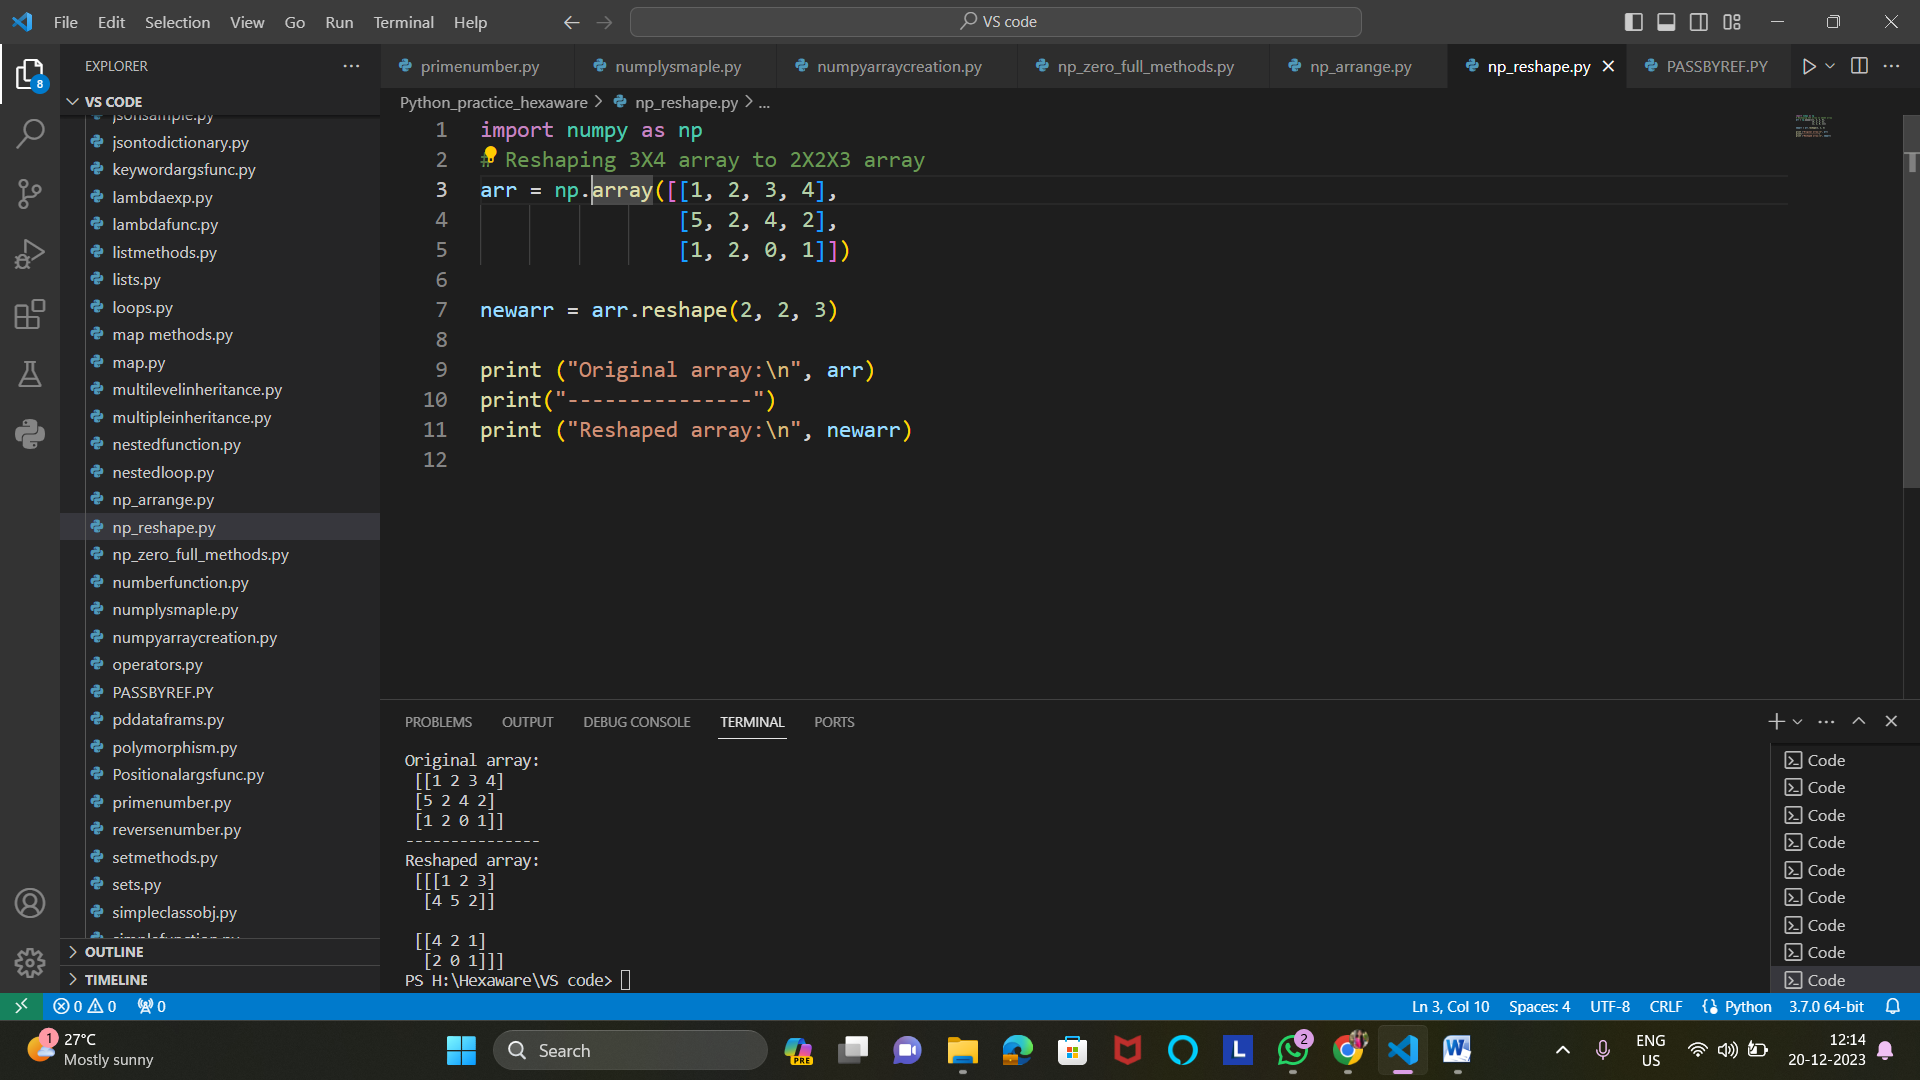 File Edit Selection View Go Run Terminal Help
VS code
EXPLORER
VS CODE
jsonsample.py
jsontodictionary.py
keywordargsfunc.py
lambdaexp.py
lambdafunc.py
listmethods.py
lists.py
loops.py
map methods.py
map.py
multilevelinheritance.py
multipleinheritance.py
nestedfunction.py
nestedloop.py
np_arrange.py
np_reshape.py
np_zero_full_methods.py
numberfunction.py
numplysmaple.py
numpyarraycreation.py
operators.py
PASSBYREF.PY
pddataframs.py
polymorphism.py
Positionalargsfunc.py
primenumber.py
reversenumber.py
setmethods.py
sets.py
simpleclassobj.py
OUTLINE
TIMELINE
primenumber.py numplysmaple.py numpyarraycreation.py np_zero_full_methods.py np_arrange.py np_reshape.py PASSBYREF.PY
Python_practice_hexaware > np_reshape.py > ...
1 import numpy as np
2 # Reshaping 3X4 array to 2X2X3 array
3 arr = np.array([[1, 2, 3, 4],
4 [5, 2, 4, 2],
5 [1, 2, 0, 1]])
6
7 newarr = arr.reshape(2, 2, 3)
8
9 print ("Original array:\n", arr)
10 print("---------------")
11 print ("Reshaped array:\n", newarr)
12
PROBLEMS OUTPUT DEBUG CONSOLE TERMINAL PORTS
Original array:
[[1 2 3 4]
[5 2 4 2]
[1 2 0 1]]
---------------
Reshaped array:
[[[1 2 3]
[4 5 2]]
[[4 2 1]
[2 0 1]]]
PS H:\Hexaware\VS code>
Code
Code
Code
Code
Code
Code
Code
Code
Code
8
0 0 0
Ln 3, Col 10 Spaces: 4 UTF-8 CRLF Python 3.7.0 64-bit
1
27°C
Mostly sunny
Search
PRE
L
2
W
ENG
US
12:14
20-12-2023